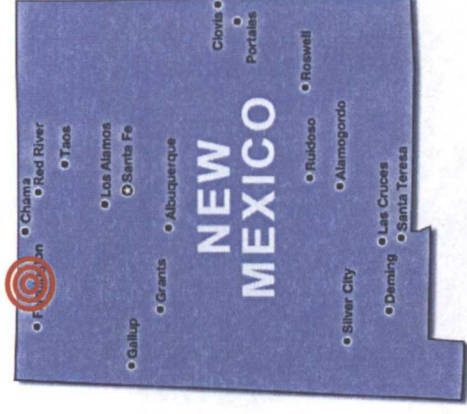 Chama
Red River
Taos
Los Alamos
Santa Fe
Gallup
Grants
Albuquerque
NEW
Clovis
Portales
MEXICO
Roswell
Ruidoso
Alamogordo
Silver City
Las Cruces
Deming
Santa Teresa